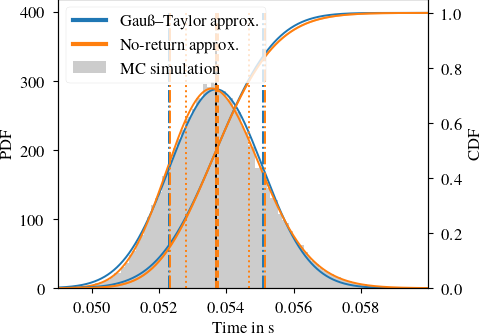 Gauß–Taylor approx.
No-return approx.
MC simulation
PDF
400
300
200
100
0
CDF
1.0
0.8
0.6
0.4
0.2
0.0
0.050 0.052 0.054 0.056 0.058
Time in s